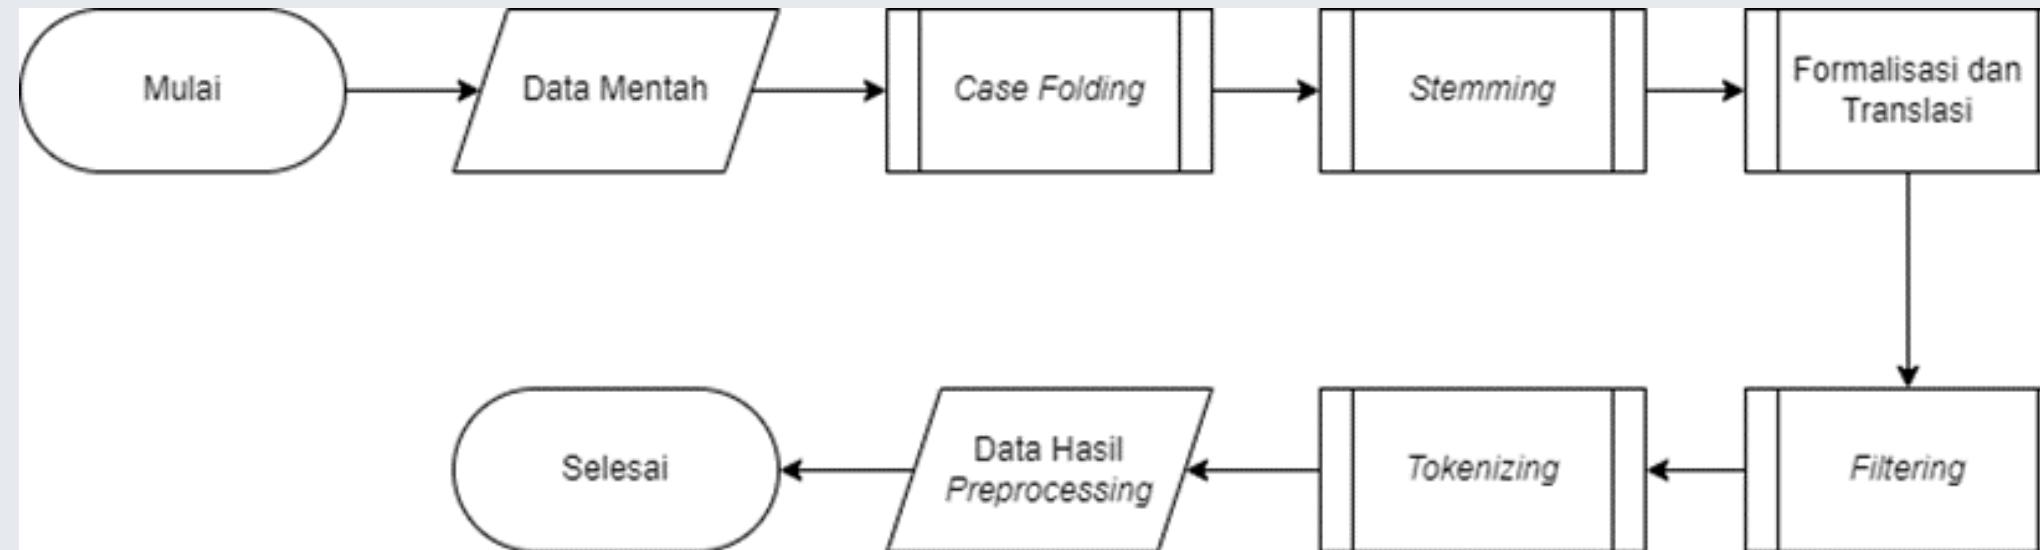 Mulai
Data Mentah
Case Folding
Stemming
Formalisasi dan
Translasi
Filtering
Tokenizing
Data Hasil
Preprocessing
Selesai